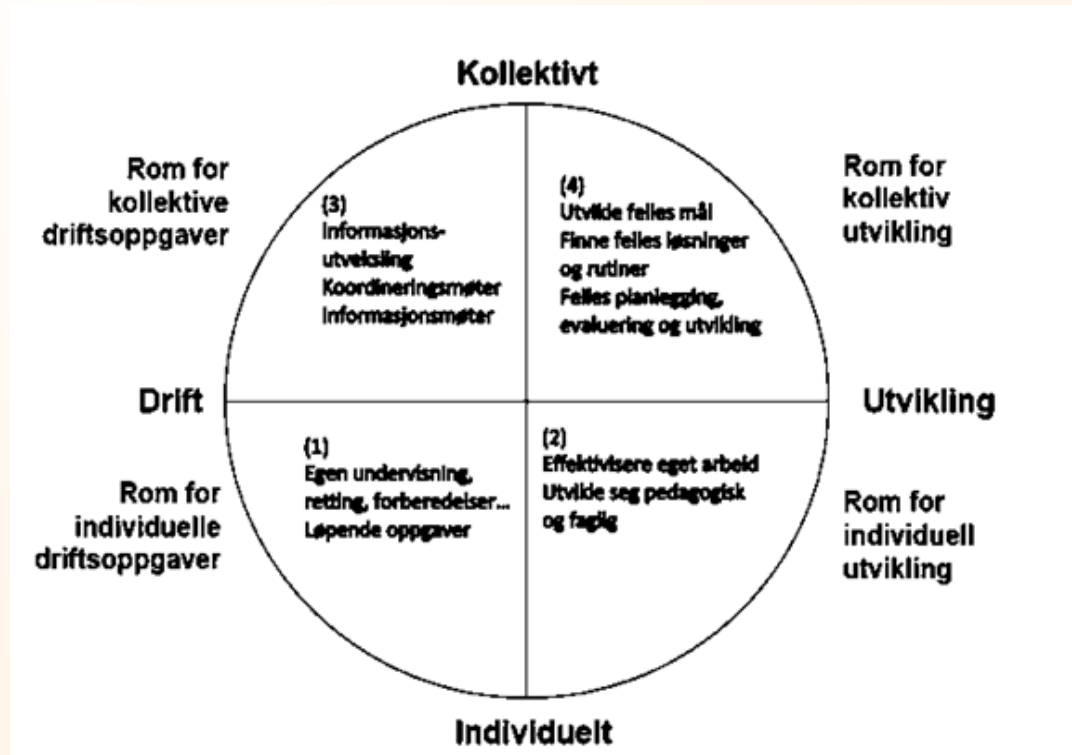 Kollektivt
Rom for
kollektive
driftsoppgaver
(3)
Informasjons-
utveksling
Koordineringsmøter
Informasjonsmøter
(4)
Utvikle felles mål
Finne felles løsninger
og rutiner
Felles planlegging,
evaluering og utvikling
Rom for
kollektiv
utvikling
Drift
Utvikling
Rom for
individuelle
driftsoppgaver
(1)
Egen undervisning,
retting, forberedelser...
Løpende oppgaver
(2)
Effektivisere eget arbeid
Utvikle seg pedagogisk
og faglig
Rom for
individuell
utvikling
Individuelt